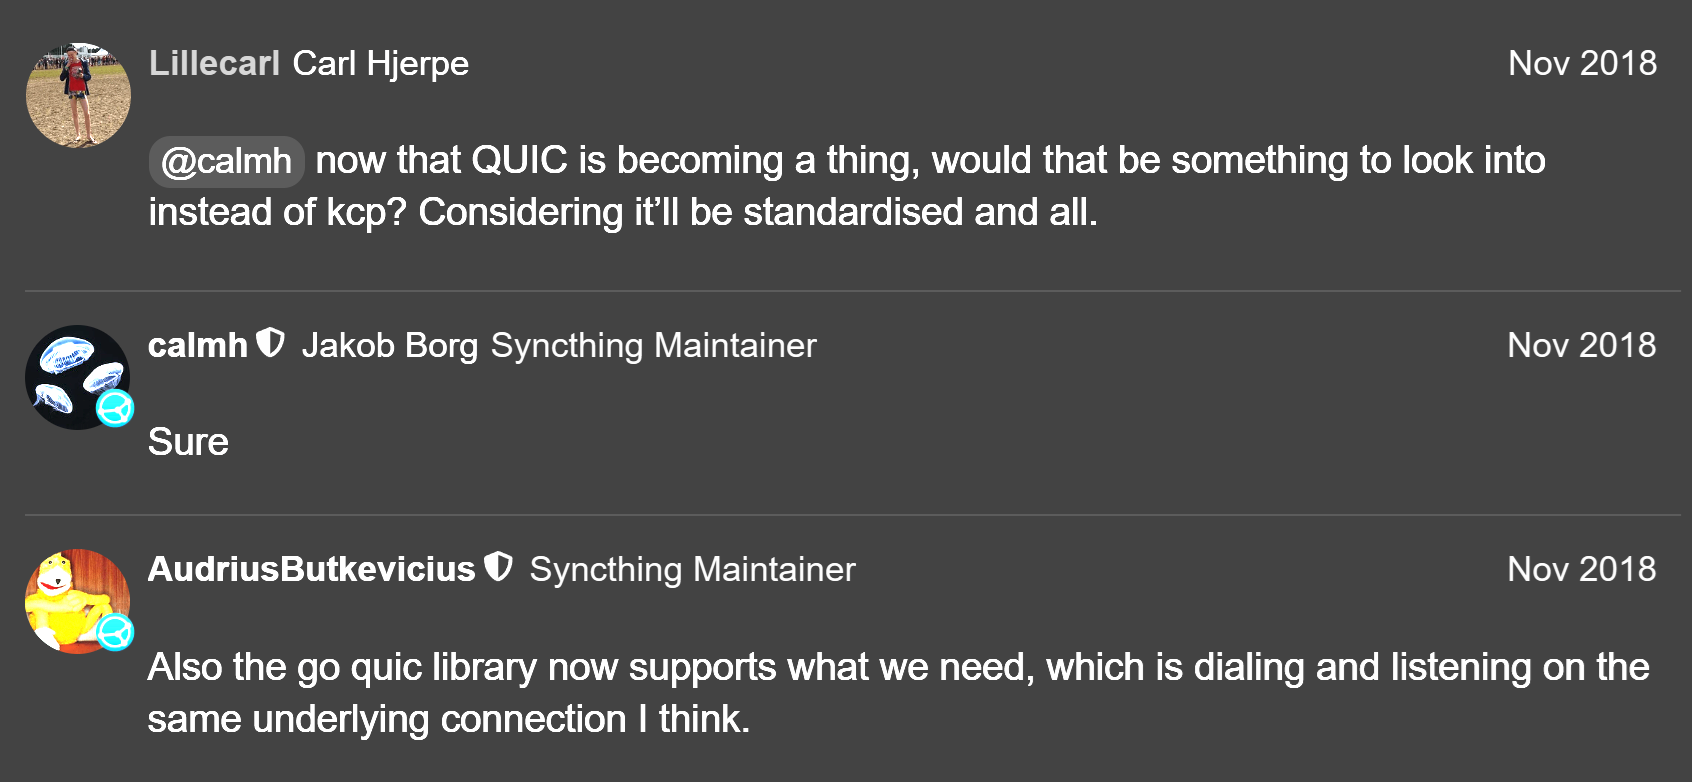 Lillecarl Carl Hjerpe Nov 2018
@calmh now that QUIC is becoming a thing, would that be something to look into
instead of kcp? Considering it’ll be standardised and all.
calmh Jakob Borg Syncthing Maintainer Nov 2018
Sure
AudriusButkevicius Syncthing Maintainer Nov 2018
Also the go quic library now supports what we need, which is dialing and listening on the
same underlying connection I think.